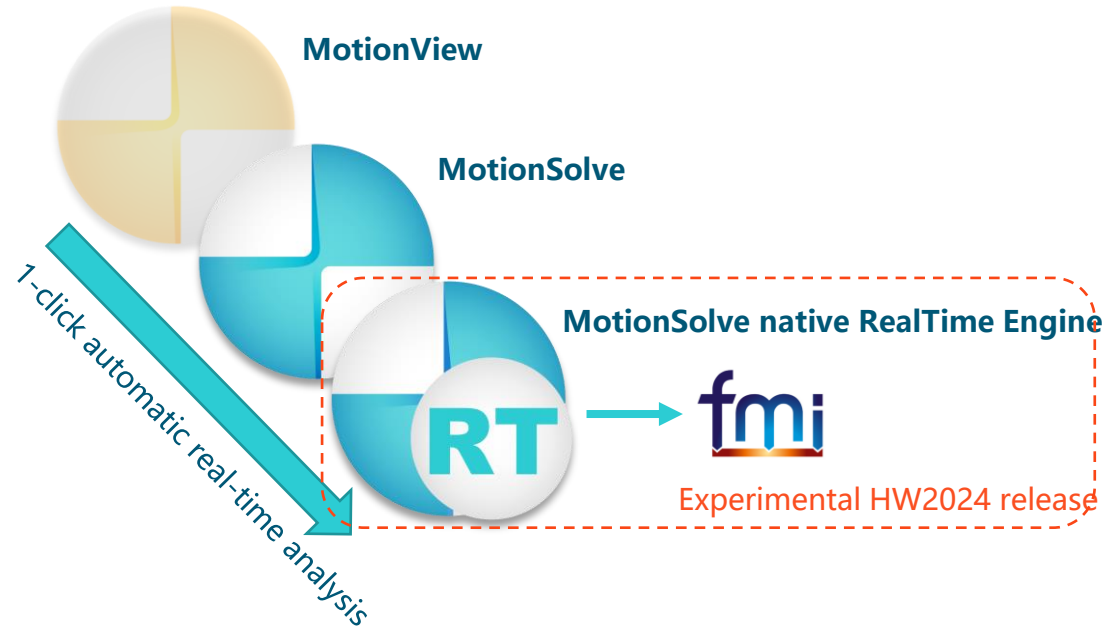 MotionView
MotionSolve
1-click automatic real-time analysis
MotionSolve native RealTime Engine
RT
fmi
Experimental HW2024 release